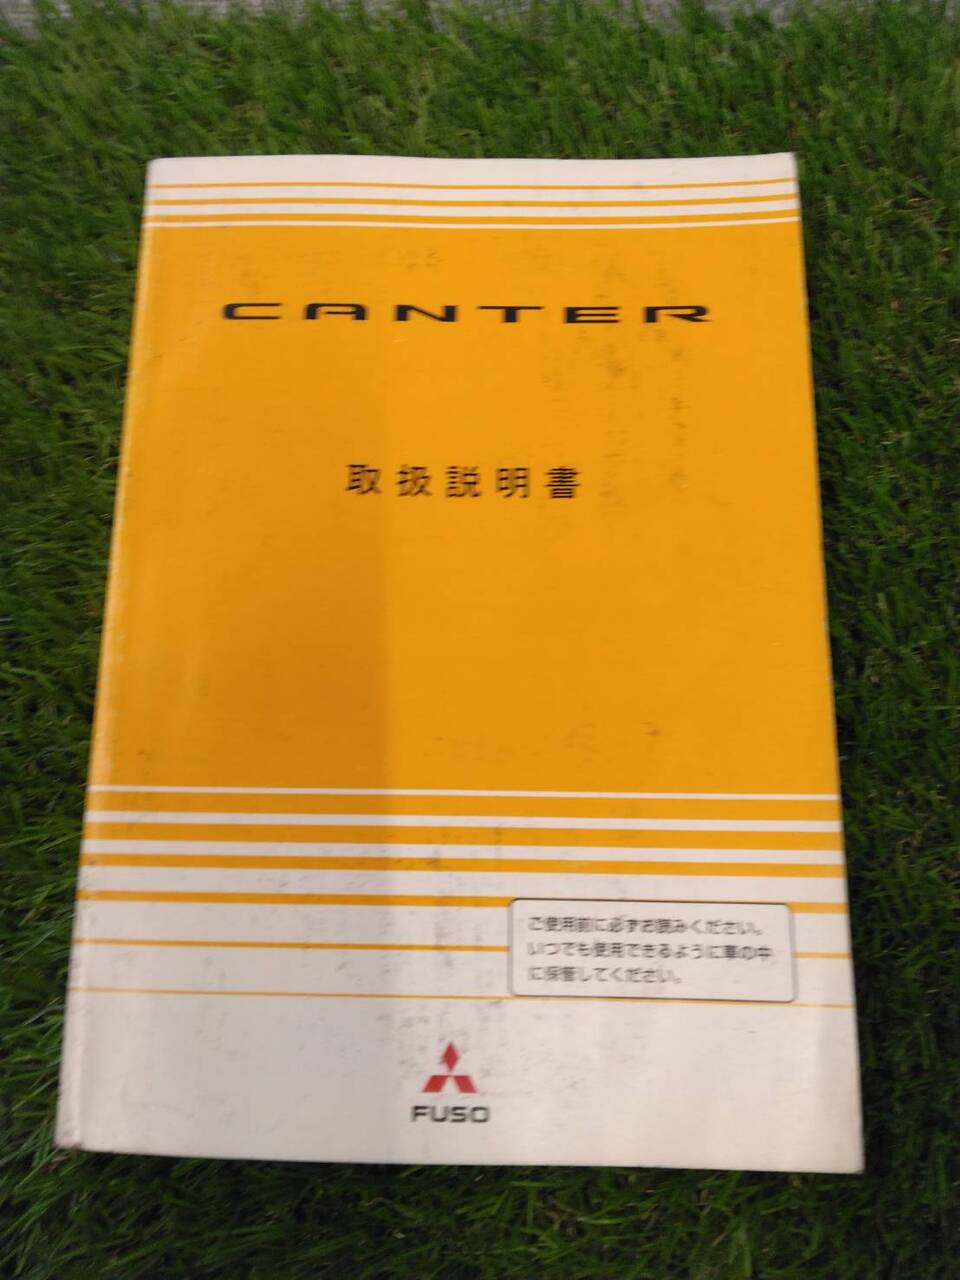 CANTER
取扱説明書
ご使用前に必ずお読みください。
いつでも使用できるように車の中
に保管してください。
FUSO